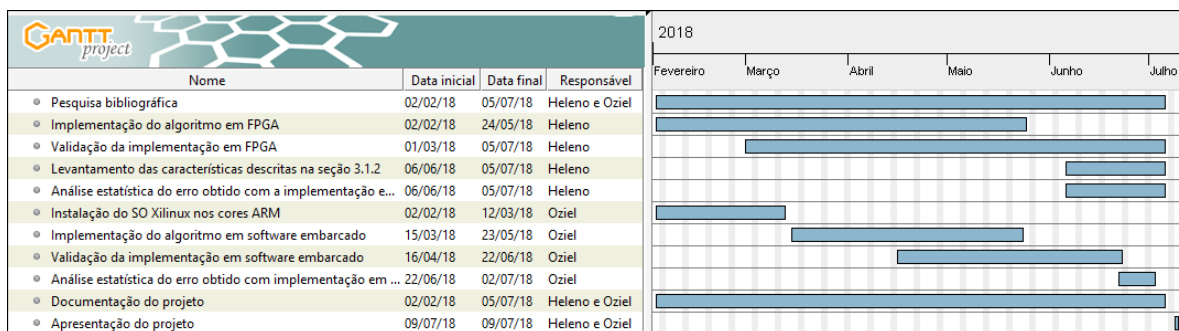 GANTT project
2018
Fevereiro Março Abril Maio Junho Julho
Nome Data inicial Data final Responsável
Pesquisa bibliográfica 02/02/18 05/07/18 Heleno e Oziel
Implementação do algoritmo em FPGA 02/02/18 24/05/18 Heleno
Validação da implementação em FPGA 01/03/18 05/07/18 Heleno
Levantamento das características descritas na seção 3.1.2 06/06/18 05/07/18 Heleno
Análise estatística do erro obtido com a implementação e... 06/06/18 05/07/18 Heleno
Instalação do SO Xilinux nos cores ARM 02/02/18 12/03/18 Oziel
Implementação do algoritmo em software embarcado 15/03/18 23/05/18 Oziel
Validação da implementação em software embarcado 16/04/18 22/06/18 Oziel
Análise estatística do erro obtido com implementação em ... 22/06/18 02/07/18 Oziel
Documentação do projeto 02/02/18 05/07/18 Heleno e Oziel
Apresentação do projeto 09/07/18 09/07/18 Heleno e Oziel